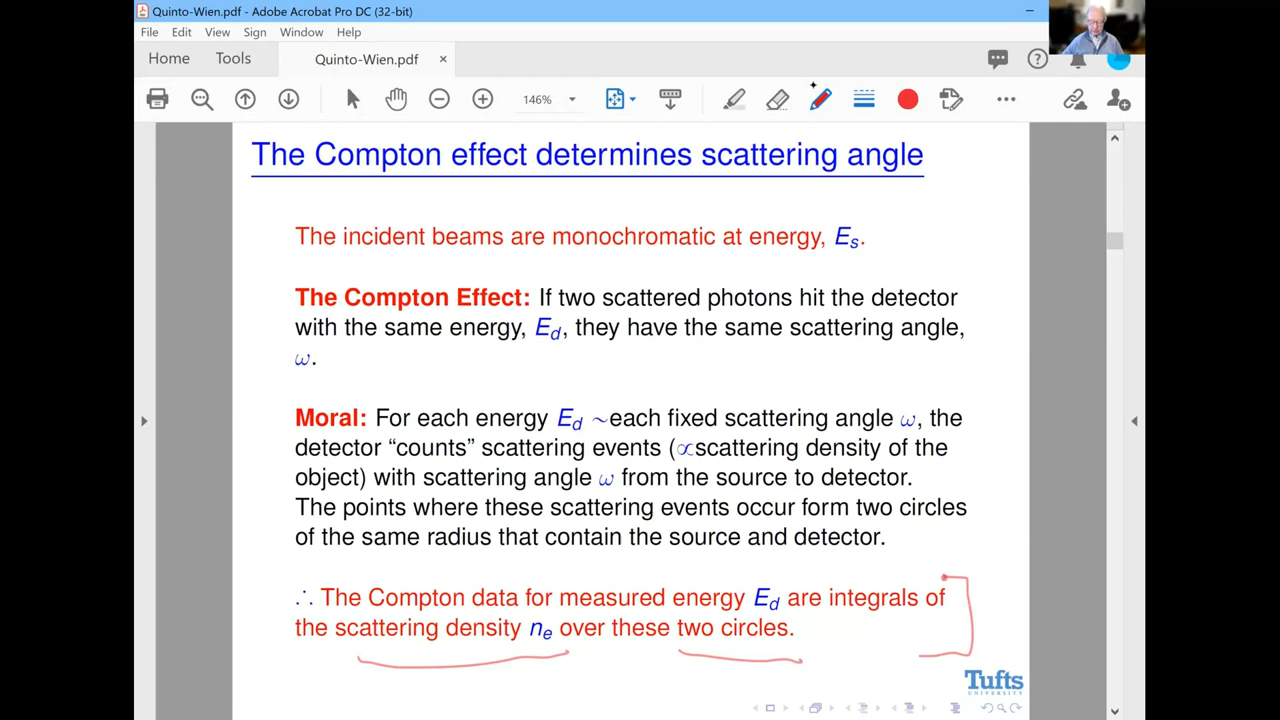 Quinto-Wien.pdf - Adobe Acrobat Pro DC (32-bit)
File Edit View Sign Window Help
Home Tools Quinto-Wien.pdf ×
146%
The Compton effect determines scattering angle
The incident beams are monochromatic at energy, E_s.
The Compton Effect: If two scattered photons hit the detector
with the same energy, E_d, they have the same scattering angle,
ω.
Moral: For each energy E_d ∼each fixed scattering angle ω, the
detector “counts” scattering events (∝scattering density of the
object) with scattering angle ω from the source to detector.
The points where these scattering events occur form two circles
of the same radius that contain the source and detector.
∴ The Compton data for measured energy E_d are integrals of
the scattering density n_e over these two circles.
Tufts